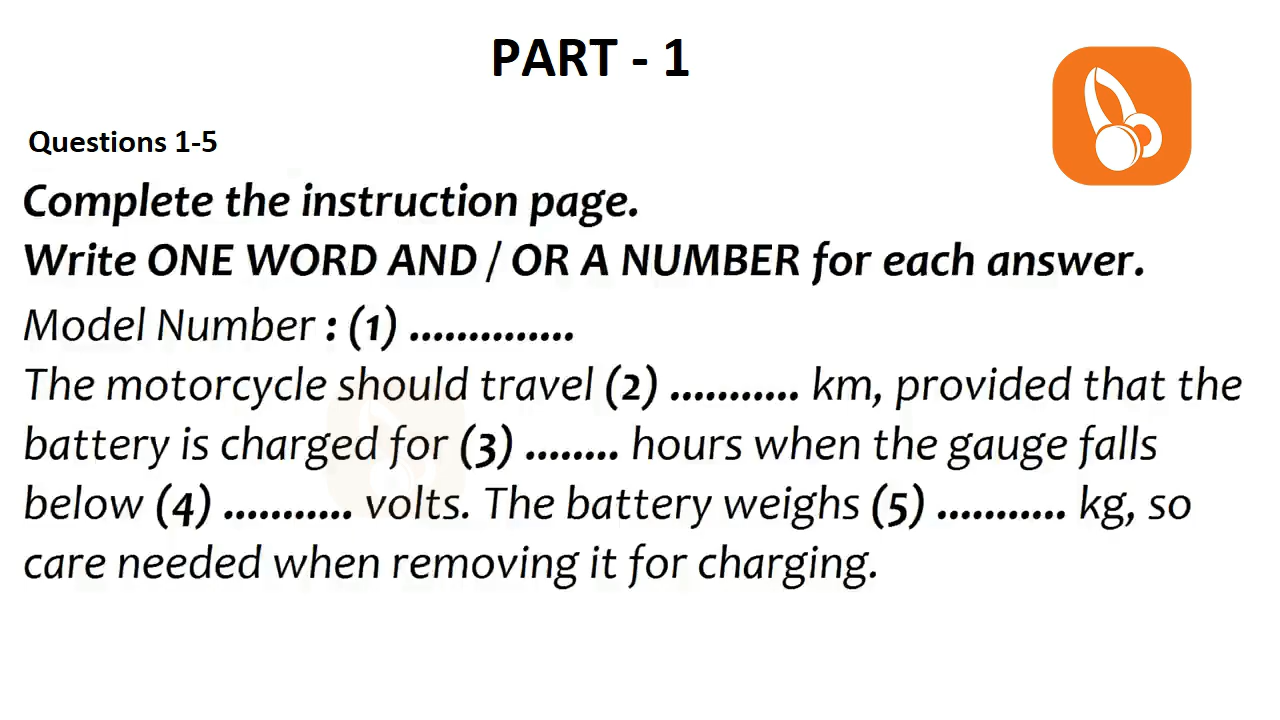 PART - 1
Questions 1-5
Complete the instruction page.
Write ONE WORD AND / OR A NUMBER for each answer.
Model Number : (1) ..............
The motorcycle should travel (2) ........... km, provided that the
battery is charged for (3) ........ hours when the gauge falls
below (4) ........... volts. The battery weighs (5) ........... kg, so
care needed when removing it for charging.